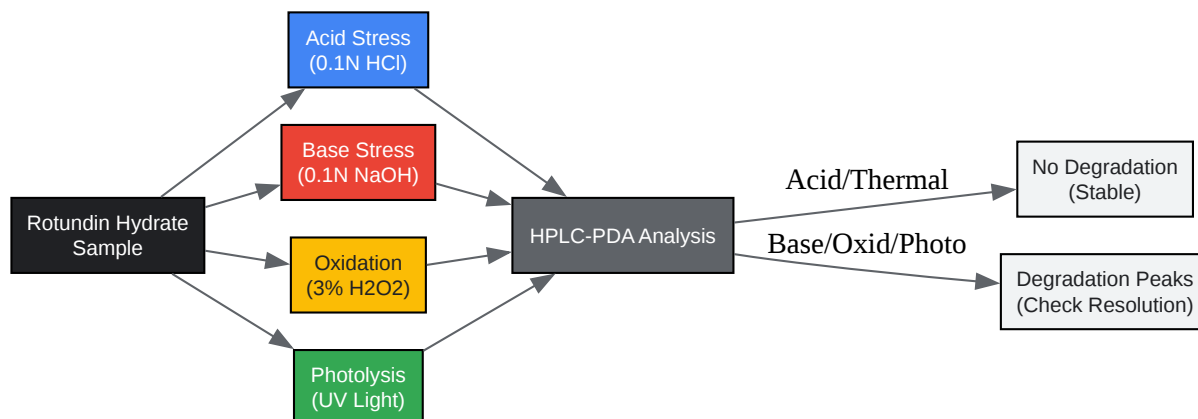 Acid Stress
(0.1N HCl)
Base Stress
(0.1N NaOH)
Rotundin Hydrate
Sample
Oxidation
(3% H2O2)
Photolysis
(UV Light)
HPLC-PDA Analysis
Acid/Thermal
Base/Oxid/Photo
No Degradation
(Stable)
Degradation Peaks
(Check Resolution)